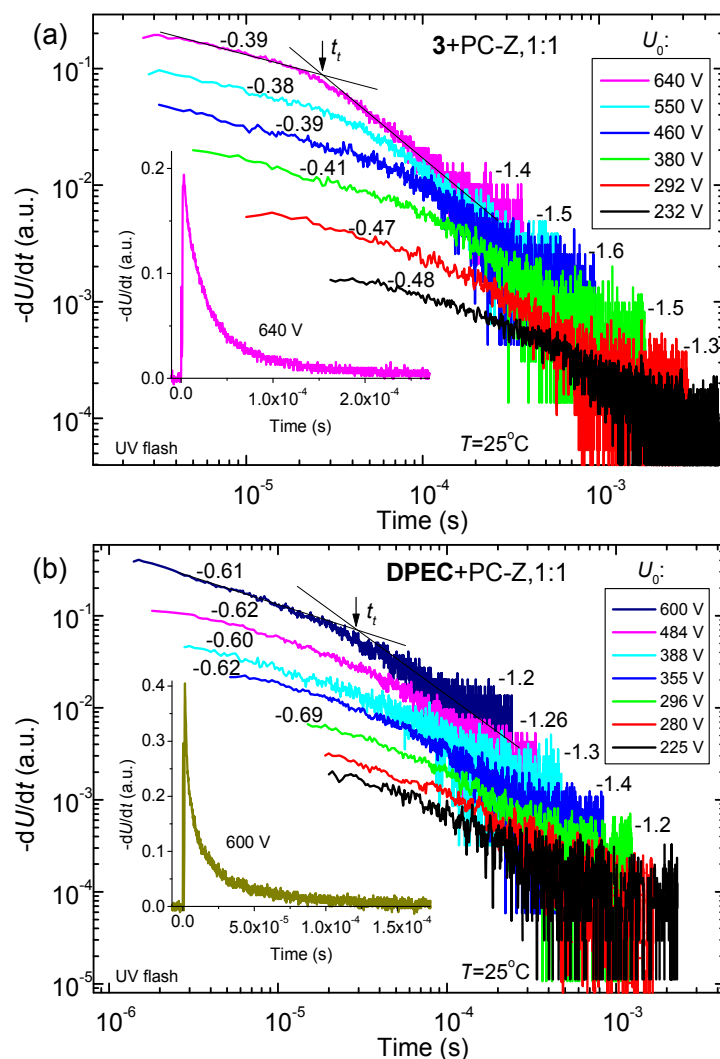 (a)
3+PC-Z,1:1
U₀:
640 V
550 V
460 V
380 V
292 V
232 V
-0.39
tₜ
-0.38
-0.39
-0.41
-0.47
-0.48
-1.4
-1.5
-1.6
-1.5
-1.3
10⁻¹
10⁻²
10⁻³
10⁻⁴
-dU/dt (a.u.)
0.2
0.1
0.0
-dU/dt (a.u.)
640 V
0.0 1.0x10⁻⁴ 2.0x10⁻⁴
Time (s)
UV flash
T=25°C
10⁻⁵ 10⁻⁴ 10⁻³
Time (s)
(b)
DPEC+PC-Z,1:1
U₀:
600 V
484 V
388 V
355 V
296 V
280 V
225 V
-0.61
tₜ
-0.62
-0.60
-0.62
-0.69
-1.2
-1.26
-1.3
-1.4
-1.2
10⁻¹
10⁻²
10⁻³
10⁻⁴
10⁻⁵
-dU/dt (a.u.)
0.4
0.3
0.2
0.1
0.0
-dU/dt (a.u.)
600 V
0.0 5.0x10⁻⁵ 1.0x10⁻⁴ 1.5x10⁻⁴
Time (s)
UV flash
T=25°C
10⁻⁶ 10⁻⁵ 10⁻⁴ 10⁻³
Time (s)